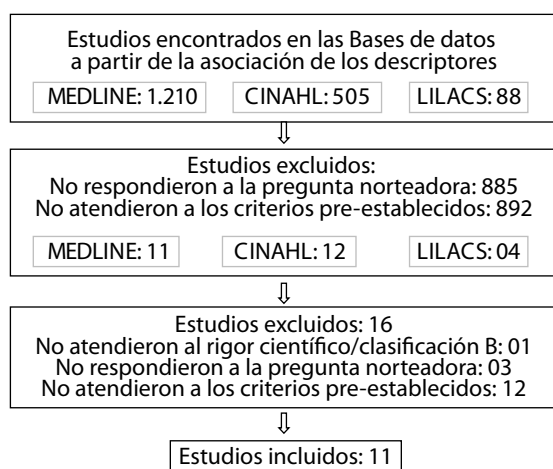 Estudios encontrados en las Bases de datos
a partir de la asociación de los descriptores
MEDLINE: 1.210 CINAHL: 505 LILACS: 88
Estudios excluidos:
No respondieron a la pregunta norteadora: 885
No atendieron a los criterios pre-establecidos: 892
MEDLINE: 11 CINAHL: 12 LILACS: 04
Estudios excluidos: 16
No atendieron al rigor científico/clasificación B: 01
No respondieron a la pregunta norteadora: 03
No atendieron a los criterios pre-establecidos: 12
Estudios incluidos: 11